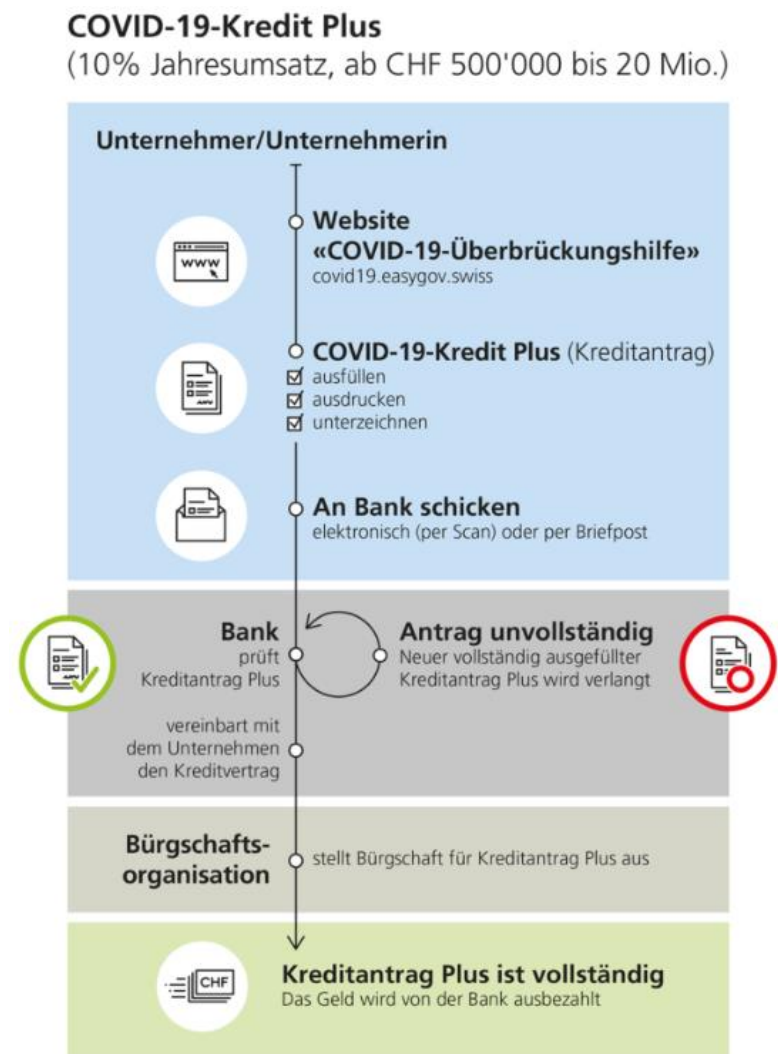 COVID-19-Kredit Plus
(10% Jahresumsatz, ab CHF 500'000 bis 20 Mio.)
Unternehmer/Unternehmerin
www
Website
«COVID-19-Überbrückungshilfe»
covid19.easygov.swiss
COVID-19-Kredit Plus (Kreditantrag)
ausfüllen
ausdrucken
unterzeichnen
An Bank schicken
elektronisch (per Scan) oder per Briefpost
Bank
prüft
Kreditantrag Plus
Antrag unvollständig
Neuer vollständig ausgefüllter
Kreditantrag Plus wird verlangt
vereinbart mit
dem Unternehmen
den Kreditvertrag
Bürgschafts-
organisation
stellt Bürgschaft für Kreditantrag Plus aus
CHF
Kreditantrag Plus ist vollständig
Das Geld wird von der Bank ausbezahlt